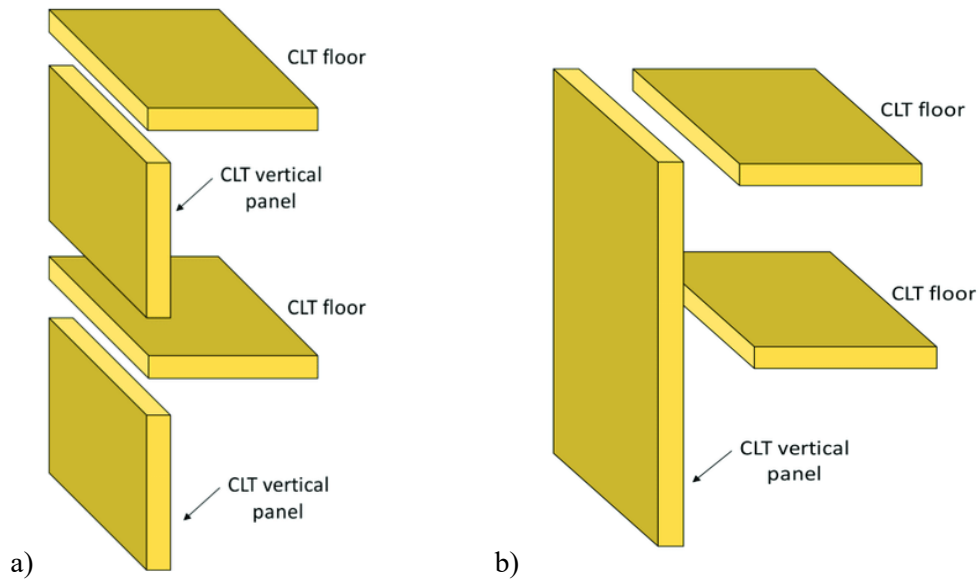 CLT floor
CLT vertical
panel
CLT floor
CLT vertical
panel
a)
CLT floor
CLT floor
CLT vertical
panel
b)